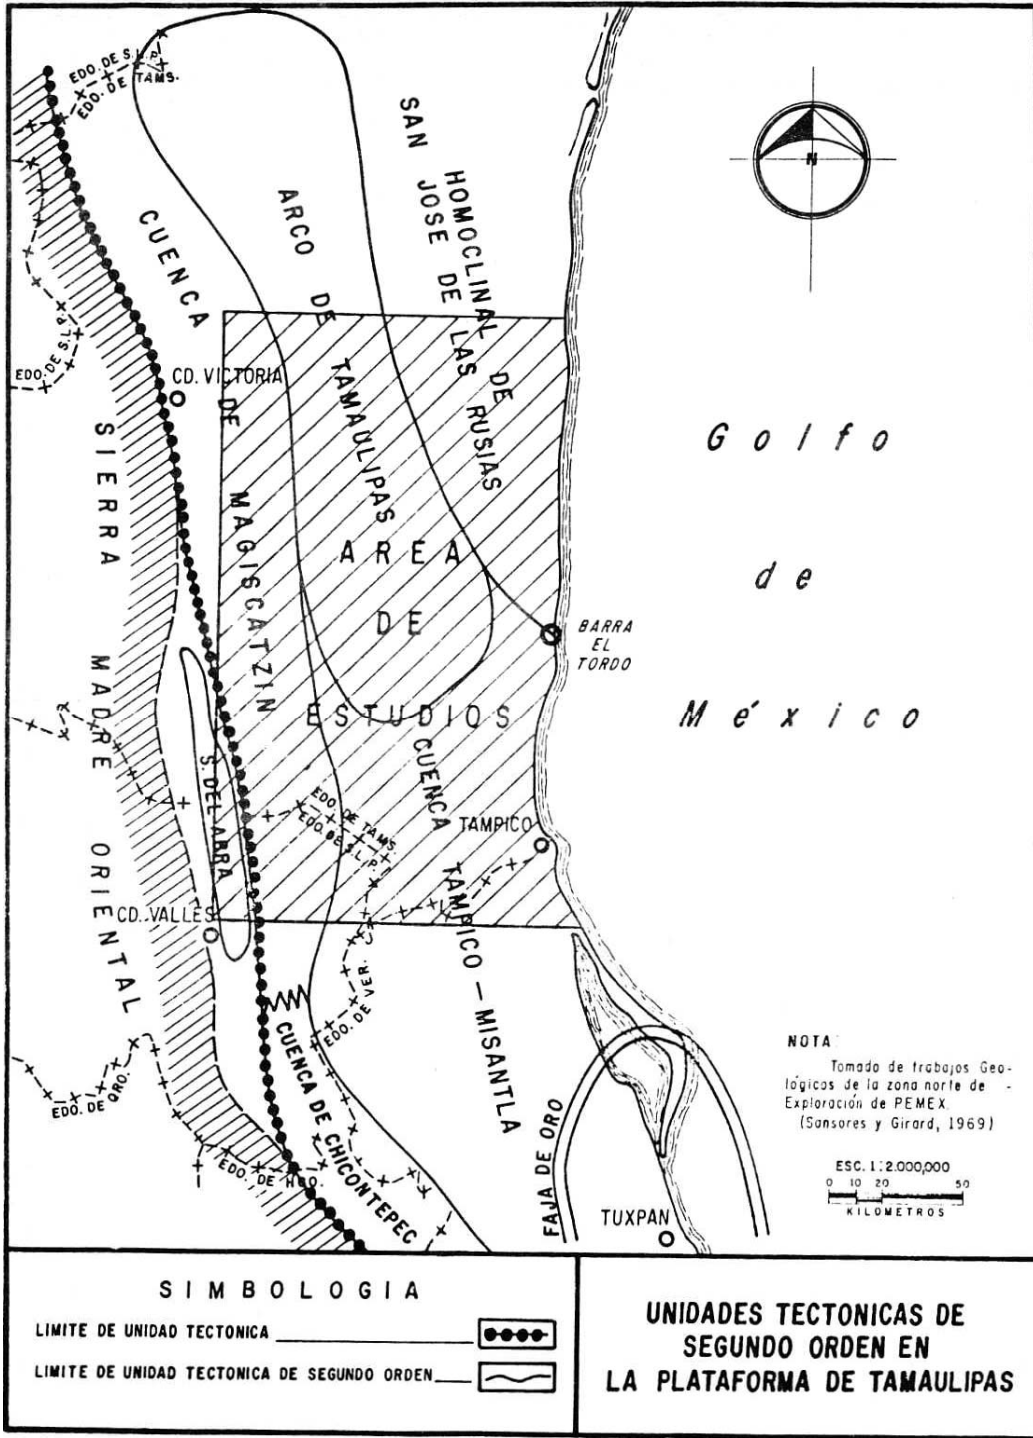 EDO. DE S.L.P.
EDO. DE TAMS.
SAN JOSE DE LAS RUSIAS
HOMOCLINAL DE
ARCO DE TAMAULIPAS
CUENCA DE MAGISCATZIN
N
EDO. DE S.L.P.
CD. VICTORIA
Golfo
de
México
SIERRA MADRE ORIENTAL
AREA
DE
ESTUDIOS
BARRA
EL
TORDO
S. DEL ABRA
EDO. DE TAMS.
EDO. DE S.L.P.
CUENCA TAMPICO — MISANTLA
TAMPICO
CD. VALLES
EDO. DE VER.
CUENCA DE CHICONTEPEC
EDO. DE QRO.
EDO. DE HGO.
FAJA DE ORO
TUXPAN
NOTA
Tomado de trabajos Geo-
lógicos de la zona norte de -
Exploración de PEMEX.
(Sansores y Girard, 1969)
ESC. 1:2.000,000
0 10 20 50
KILOMETROS
SIMBOLOGIA
LIMITE DE UNIDAD TECTONICA
LIMITE DE UNIDAD TECTONICA DE SEGUNDO ORDEN
UNIDADES TECTONICAS DE
SEGUNDO ORDEN EN
LA PLATAFORMA DE TAMAULIPAS